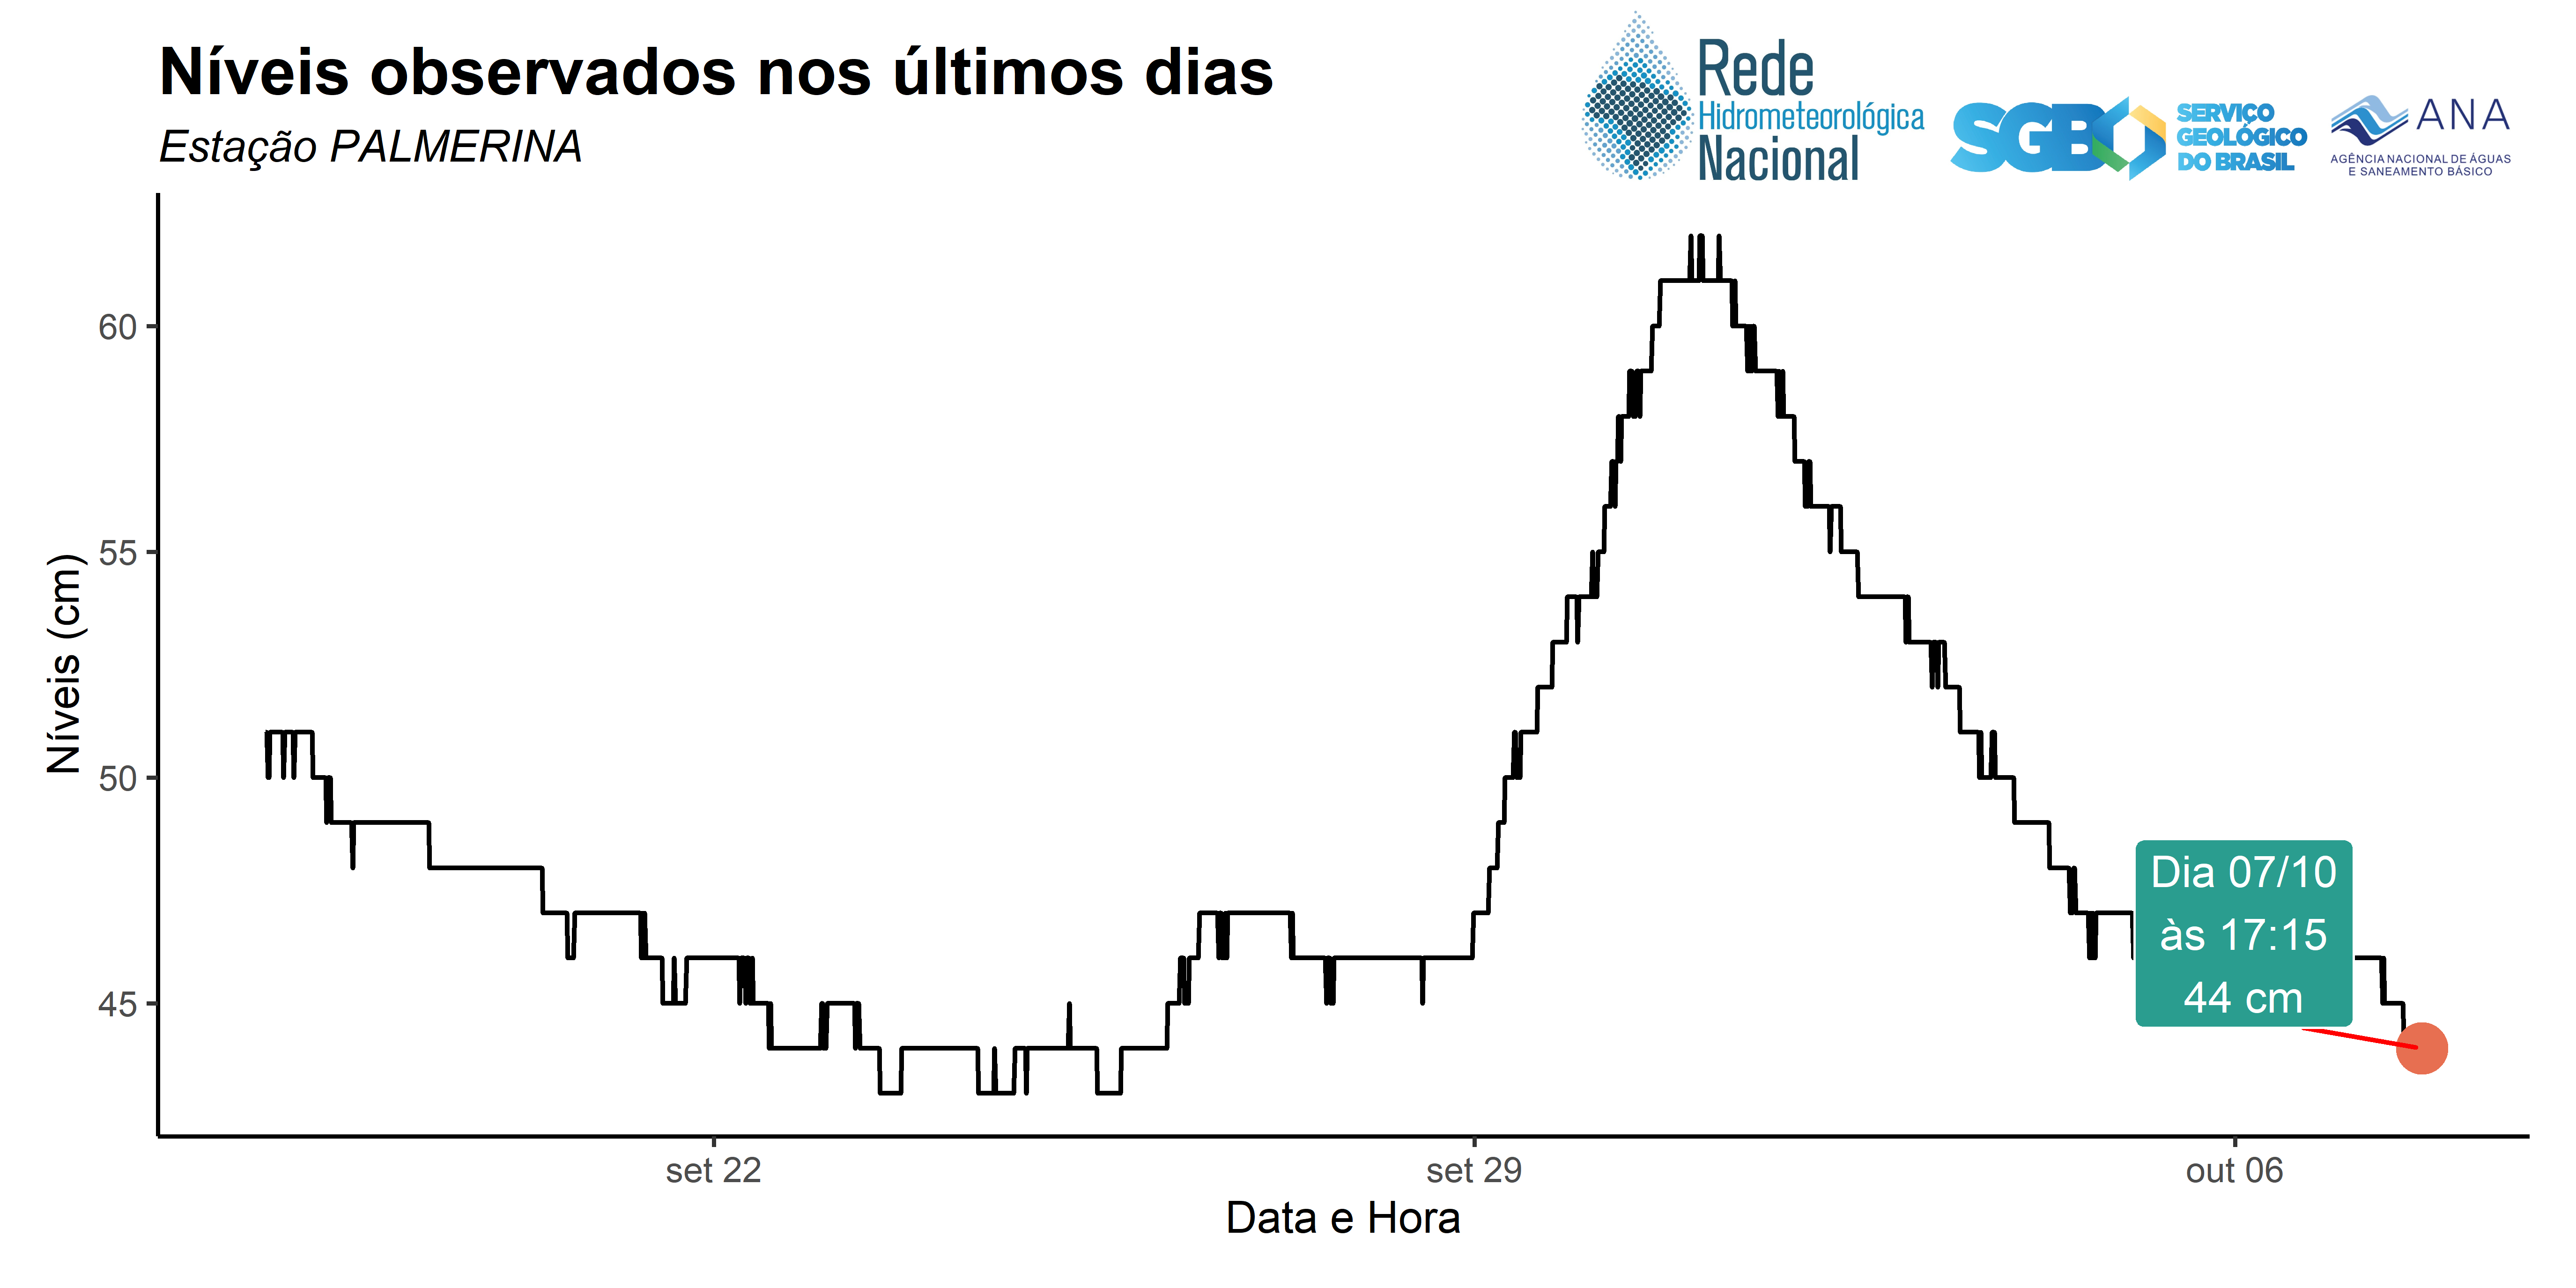 Níveis observados nos últimos dias
Estação PALMERINA
Rede
Hidrometeorológica
Nacional
SGB
SERVIÇO
GEOLÓGICO
DO BRASIL
ANA
AGÊNCIA NACIONAL DE ÁGUAS
E SANEAMENTO BÁSICO
Níveis (cm)
60
55
50
45
Dia 07/10
às 17:15
44 cm
set 22
set 29
out 06
Data e Hora